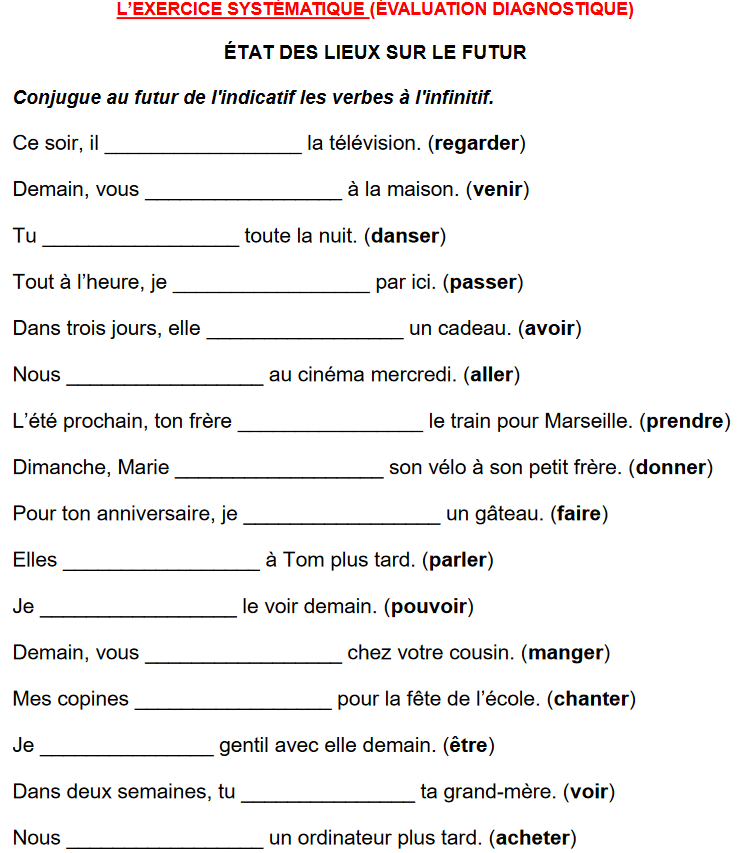 L’EXERCICE SYSTÉMATIQUE (ÉVALUATION DIAGNOSTIQUE)
ÉTAT DES LIEUX SUR LE FUTUR
Conjugue au futur de l'indicatif les verbes à l'infinitif.
Ce soir, il _________________ la télévision. (regarder)
Demain, vous _________________ à la maison. (venir)
Tu _________________ toute la nuit. (danser)
Tout à l’heure, je _________________ par ici. (passer)
Dans trois jours, elle _________________ un cadeau. (avoir)
Nous _________________ au cinéma mercredi. (aller)
L’été prochain, ton frère ________________ le train pour Marseille. (prendre)
Dimanche, Marie __________________ son vélo à son petit frère. (donner)
Pour ton anniversaire, je _________________ un gâteau. (faire)
Elles _________________ à Tom plus tard. (parler)
Je _________________ le voir demain. (pouvoir)
Demain, vous _________________ chez votre cousin. (manger)
Mes copines _________________ pour la fête de l’école. (chanter)
Je _______________ gentil avec elle demain. (être)
Dans deux semaines, tu _______________ ta grand-mère. (voir)
Nous _________________ un ordinateur plus tard. (acheter)